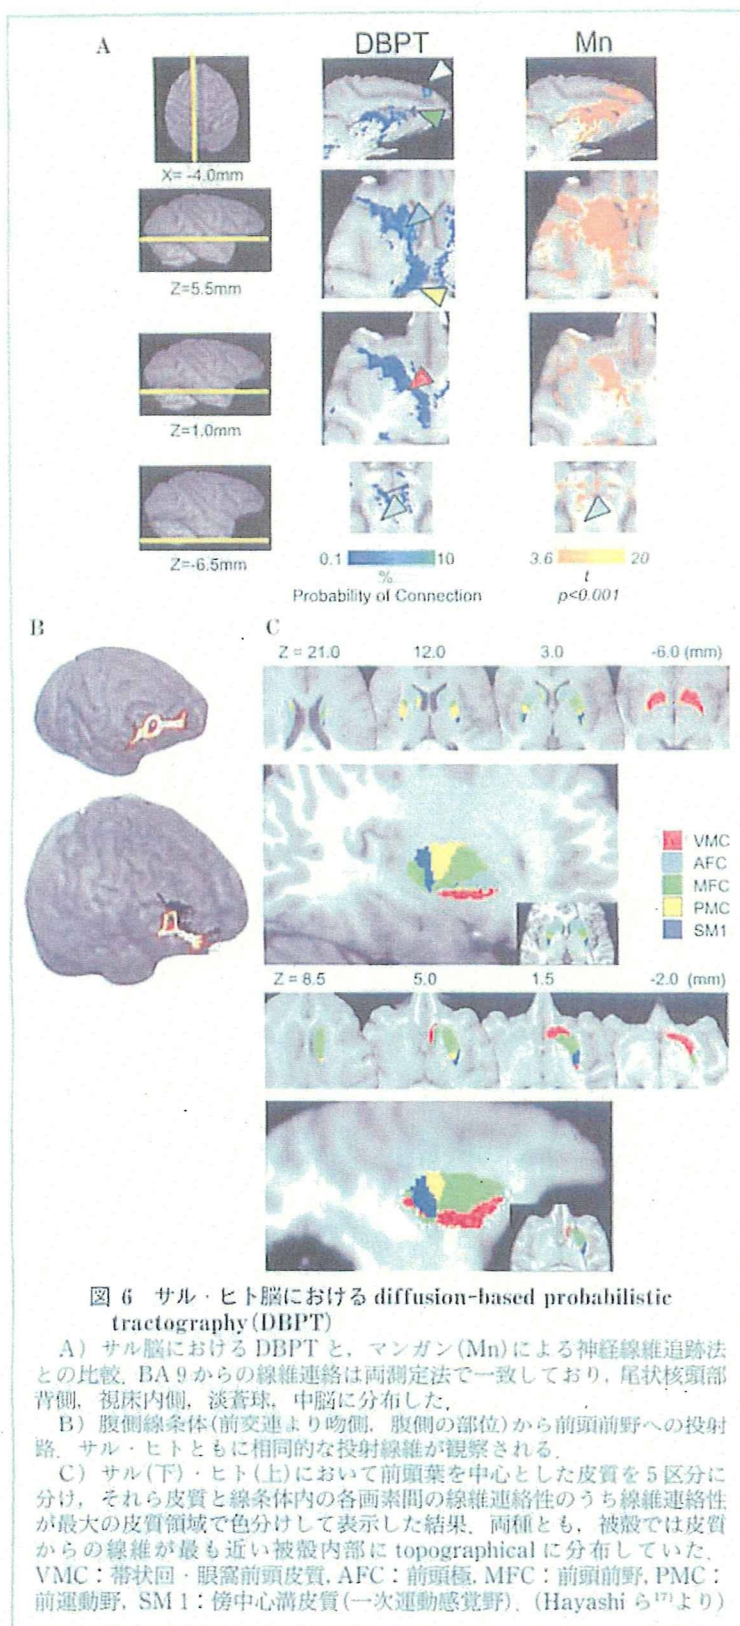 A
DBPT
Mn
X= -4.0mm
Z=5.5mm
Z=1.0mm
Z=-6.5mm
0.1 10
%
Probability of Connection
3.6 20
t
p<0.001
B
C
Z = 21.0 12.0 3.0 -6.0 (mm)
VMC
AFC
MFC
PMC
SM1
Z = 8.5 5.0 1.5 -2.0 (mm)
図 6 サル・ヒト脳における diffusion-based probabilistic
tractography(DBPT)
A) サル脳における DBPT と，マンガン(Mn)による神経線維追跡法
との比較．BA 9 からの線維連絡は両測定法で一致しており，尾状核頭部
背側，視床内側，淡蒼球，中脳に分布した．
B) 腹側線条体(前交連より吻側，腹側の部位)から前頭前野への投射
路．サル・ヒトともに相同的な投射線維が観察される．
C) サル(下)・ヒト(上)において前頭葉を中心とした皮質を 5 区分に
分け，それら皮質と線条体内の各画素間の線維連絡性のうち線維連絡性
が最大の皮質領域で色分けして表示した結果．両種とも，被殻では皮質
からの線維が最も近い被殻内部に topographical に分布していた．
VMC：帯状回・眼窩前頭皮質，AFC：前頭極，MFC：前頭前野，PMC：
前運動野，SM 1：傍中心溝皮質(一次運動感覚野)．(Hayashi ら17)より)